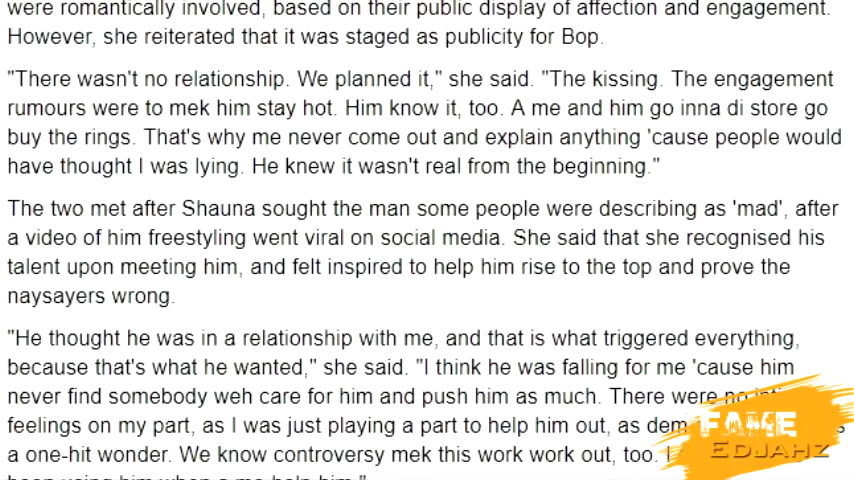 were romantically involved, based on their public display of affection and engagement.
However, she reiterated that it was staged as publicity for Bop.
"There wasn't no relationship. We planned it," she said. "The kissing. The engagement
rumours were to mek him stay hot. Him know it, too. A me and him go inna di store go
buy the rings. That's why me never come out and explain anything 'cause people would
have thought I was lying. He knew it wasn't real from the beginning."
The two met after Shauna sought the man some people were describing as 'mad', after
a video of him freestyling went viral on social media. She said that she recognised his
talent upon meeting him, and felt inspired to help him rise to the top and prove the
naysayers wrong.
"He thought he was in a relationship with me, and that is what triggered everything,
because that's what he wanted," she said. "I think he was falling for me 'cause him
never find somebody weh care for him and push him as much. There were no
feelings on my part, as I was just playing a part to help him out, as dem
a one-hit wonder. We know controversy mek this work work out, too. I
been using him when a me help him."
FAME
EDJAHZ